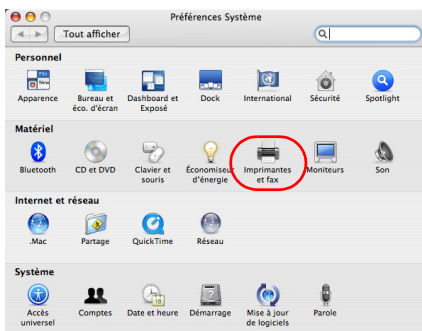 Préférences Système
Tout afficher
Personnel
Apparence
Bureau et éco. d'écran
Dashboard et Exposé
Dock
International
Sécurité
Spotlight
Matériel
Bluetooth
CD et DVD
Clavier et souris
Économiseur d'énergie
Imprimantes et fax
Moniteurs
Son
Internet et réseau
.Mac
Partage
QuickTime
Réseau
Système
Accès universel
Comptes
Date et heure
Démarrage
Mise à jour de logiciels
Parole